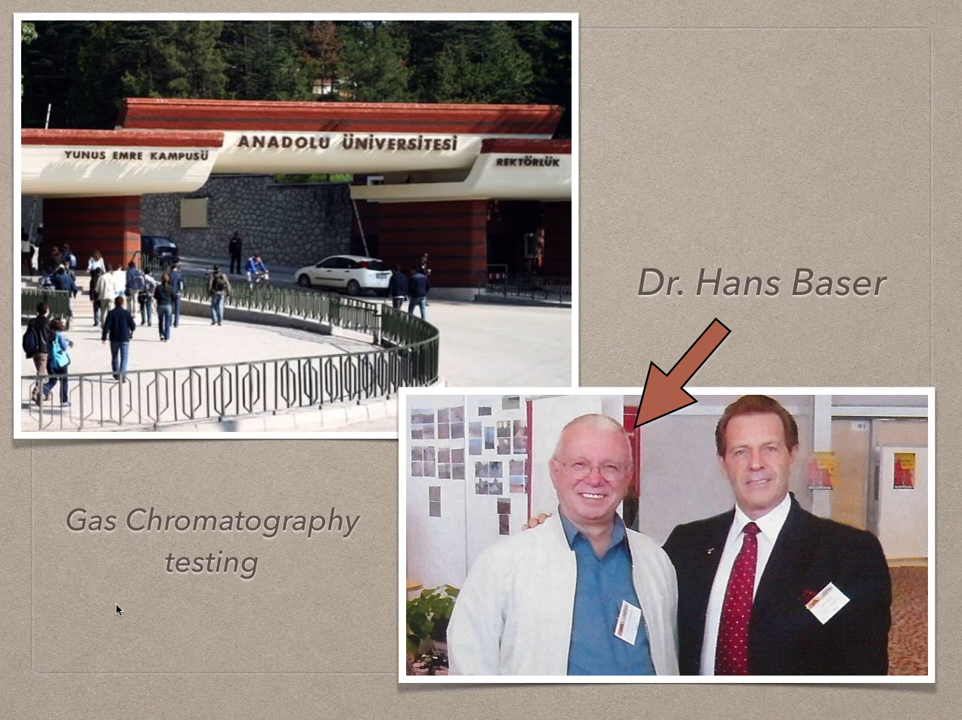 ANADOLU ÜNİVERSİTESİ
YUNUS EMRE KAMPUSÜ
REKTÖRLÜK
Dr. Hans Baser
Gas Chromatography
testing